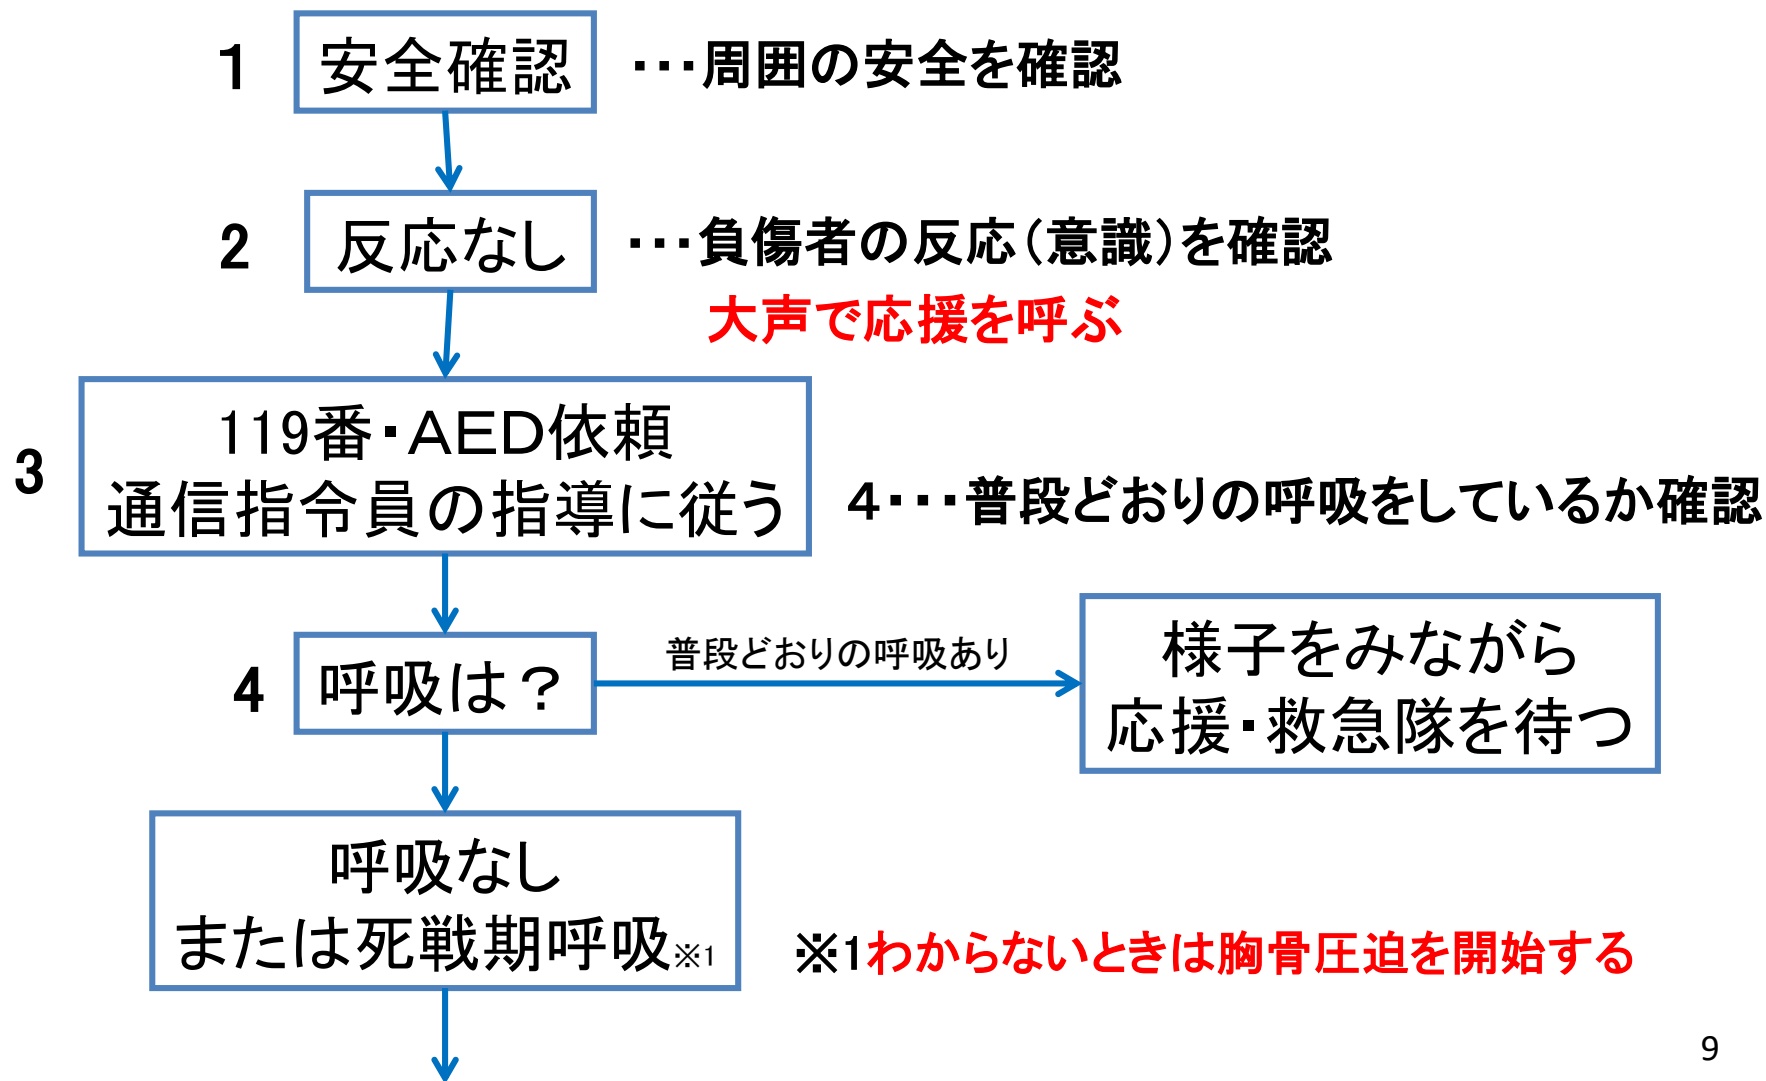 1 安全確認 ・・・周囲の安全を確認
2 反応なし ・・・負傷者の反応(意識)を確認
大声で応援を呼ぶ
3 119番・AED依頼
通信指令員の指導に従う
4・・・普段どおりの呼吸をしているか確認
4 呼吸は？ 普段どおりの呼吸あり
様子をみながら
応援・救急隊を待つ
呼吸なし
または死戦期呼吸※1
※1わからないときは胸骨圧迫を開始する
9